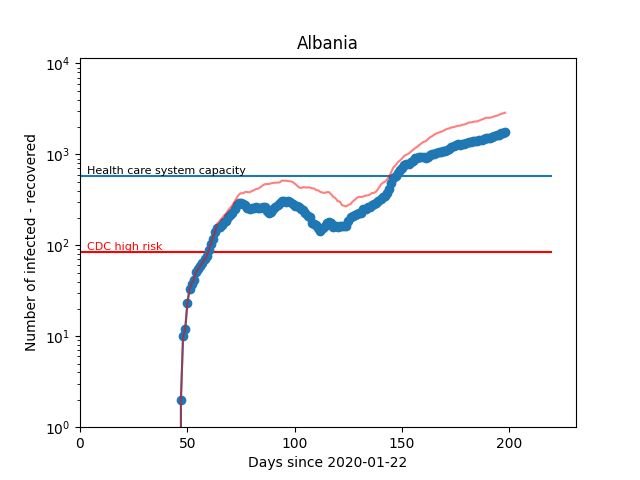 Albania
Number of infected - recovered
10⁴
10³
10²
10¹
10⁰
Health care system capacity
CDC high risk
0 50 100 150 200
Days since 2020-01-22